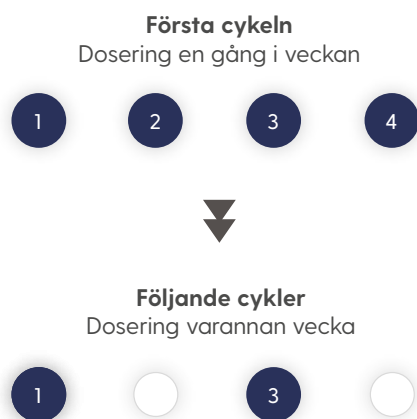 Första cykeln
Dosering en gång i veckan
1 2 3 4
Följande cykler
Dosering varannan vecka
1 3